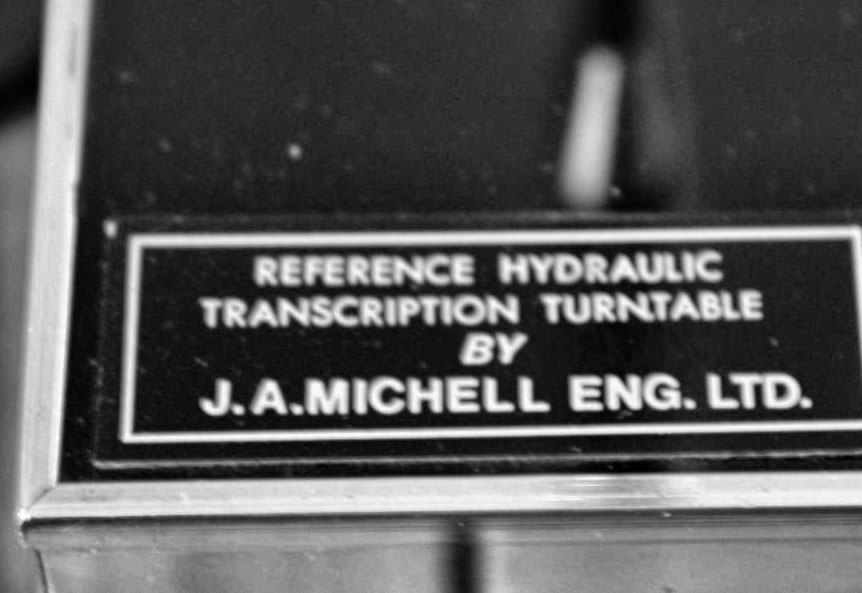 REFERENCE HYDRAULIC
TRANSCRIPTION TURNTABLE
BY
J.A.MICHELL ENG. LTD.